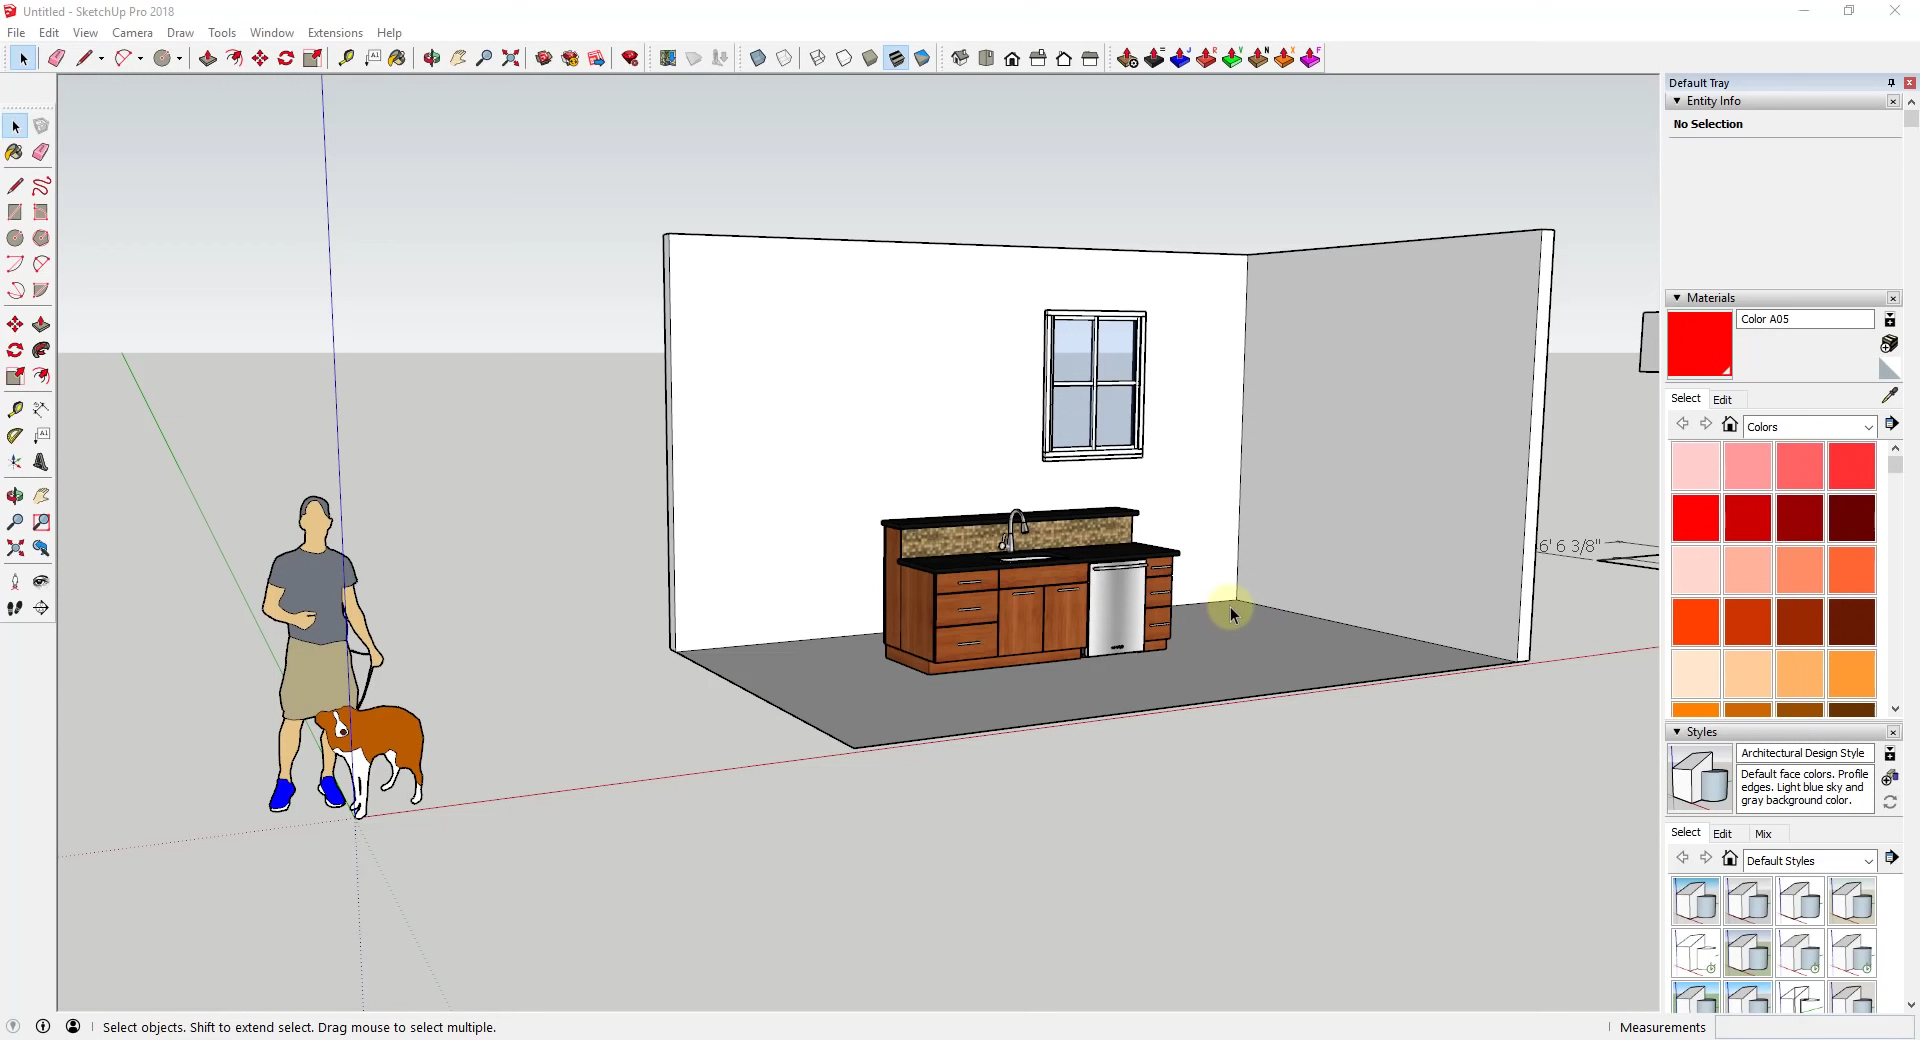 Untitled - SketchUp Pro 2018
File Edit View Camera Draw Tools Window Extensions Help
A1
= J R V N X F
Default Tray
Entity Info
No Selection
A1
Materials
Color A05
Select Edit
Colors
6' 6 3/8"
Styles
Architectural Design Style
Default face colors. Profile
edges. Light blue sky and
gray background color.
Select Edit Mix
Default Styles
Select objects. Shift to extend select. Drag mouse to select multiple.
Measurements